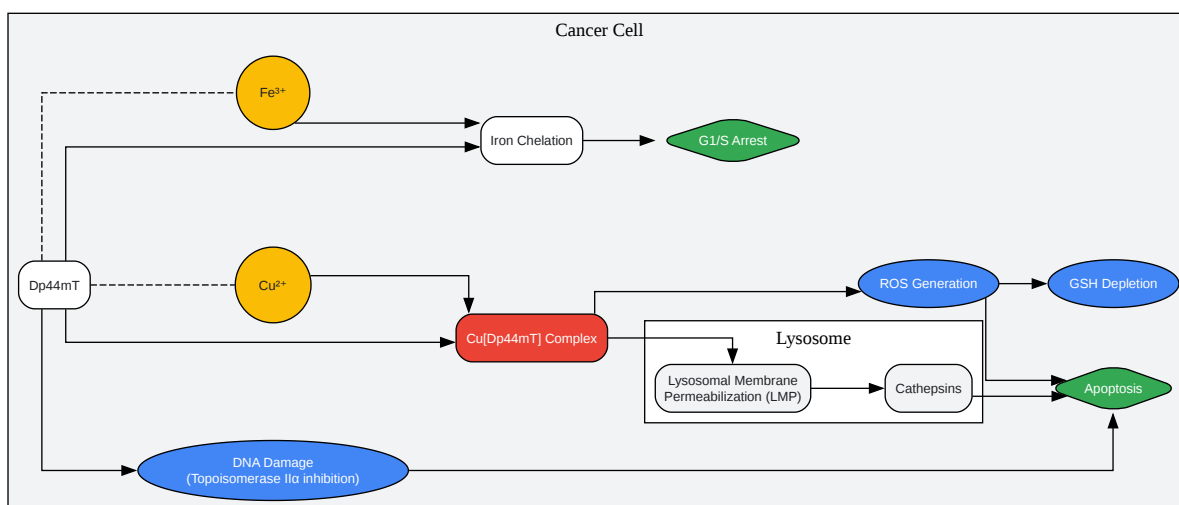 Cancer Cell
Fe³⁺
Iron Chelation
G1/S Arrest
Dp44mT
Cu²⁺
ROS Generation
GSH Depletion
Cu[Dp44mT] Complex
Lysosome
Lysosomal Membrane
Permeabilization (LMP)
Cathepsins
Apoptosis
DNA Damage
(Topoisomerase IIα inhibition)